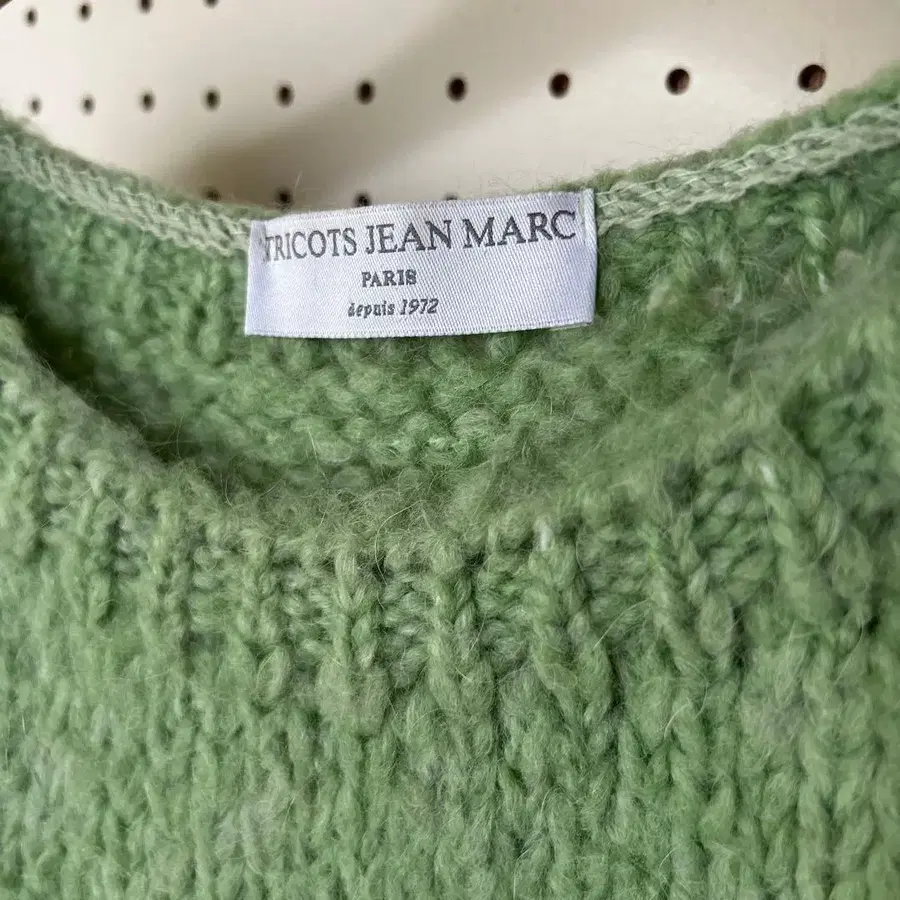 TRICOTS JEAN MARC
PARIS
depuis 1972